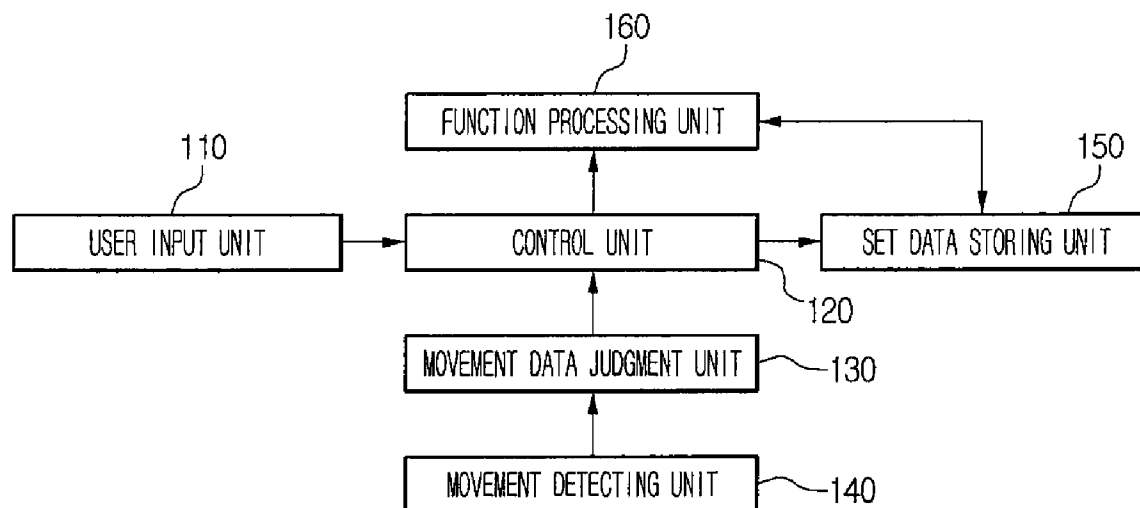 160
FUNCTION PROCESSING UNIT
110
150
USER INPUT UNIT
CONTROL UNIT
SET DATA STORING UNIT
120
MOVEMENT DATA JUDGMENT UNIT
130
MOVEMENT DETECTING UNIT
140